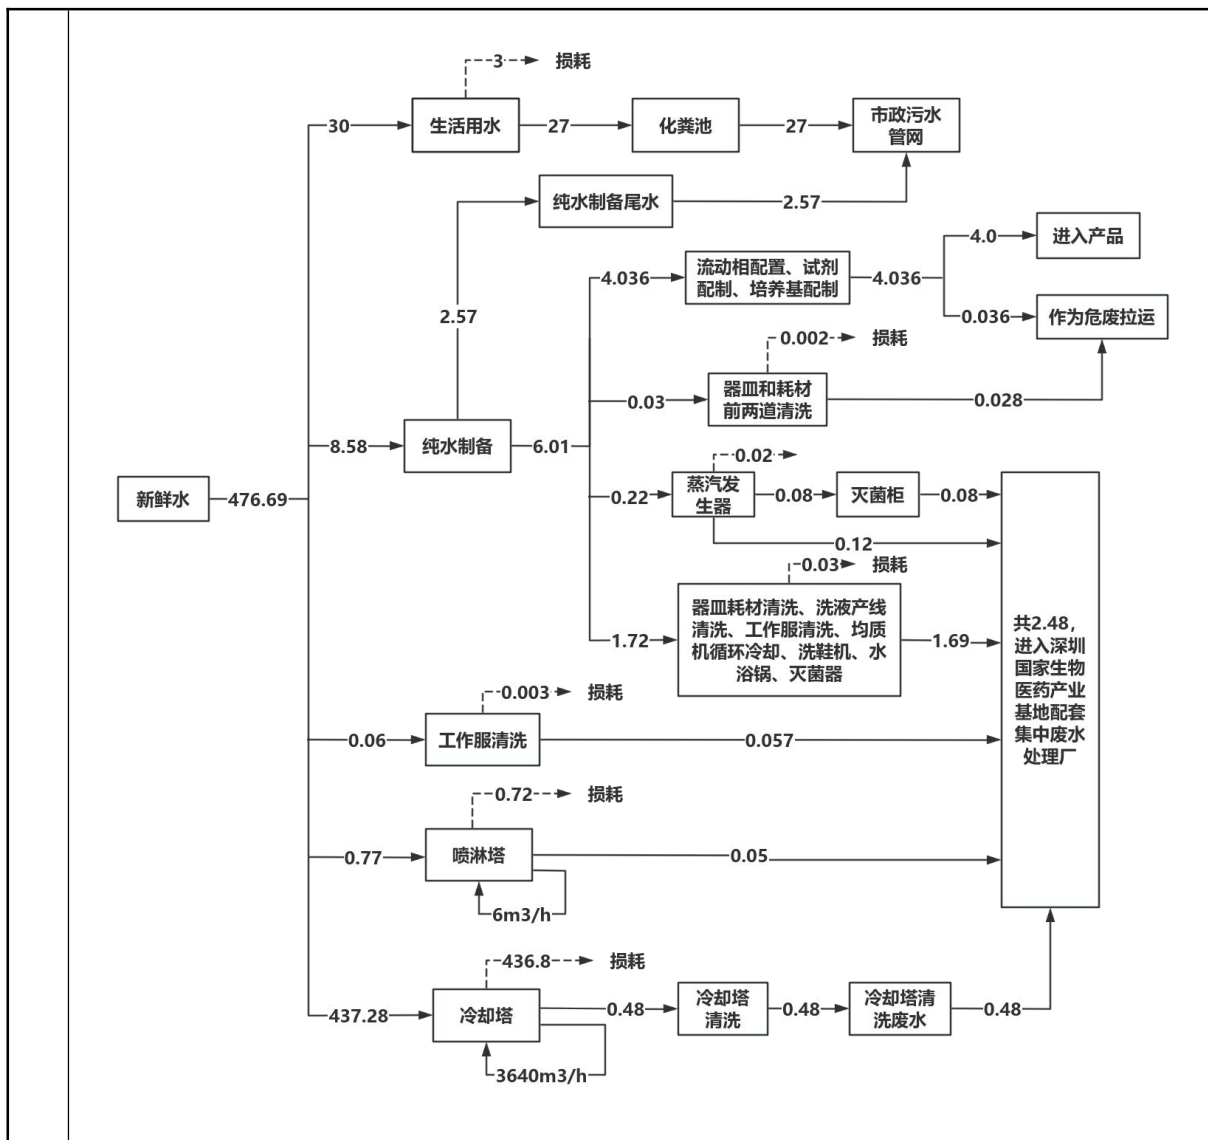 3
损耗
30
生活用水
27
化粪池
27
市政污水
管网
纯水制备尾水
2.57
2.57
4.036
流动相配置、试剂
配制、培养基配制
4.036
4.0
进入产品
0.036
作为危废拉运
0.002
损耗
0.03
器皿和耗材
前两道清洗
0.028
8.58
纯水制备
6.01
新鲜水
476.69
0.02
0.22
蒸汽发
生器
0.08
灭菌柜
0.08
0.12
0.03
损耗
1.72
器皿耗材清洗、洗液产线
清洗、工作服清洗、均质
机循环冷却、洗鞋机、水
浴锅、灭菌器
1.69
共2.48,
进入深圳
国家生物
医药产业
基地配套
集中废水
处理厂
0.003
损耗
0.06
工作服清洗
0.057
0.72
损耗
0.77
喷淋塔
0.05
6m3/h
436.8
损耗
437.28
冷却塔
0.48
冷却塔
清洗
0.48
冷却塔清
洗废水
0.48
3640m3/h